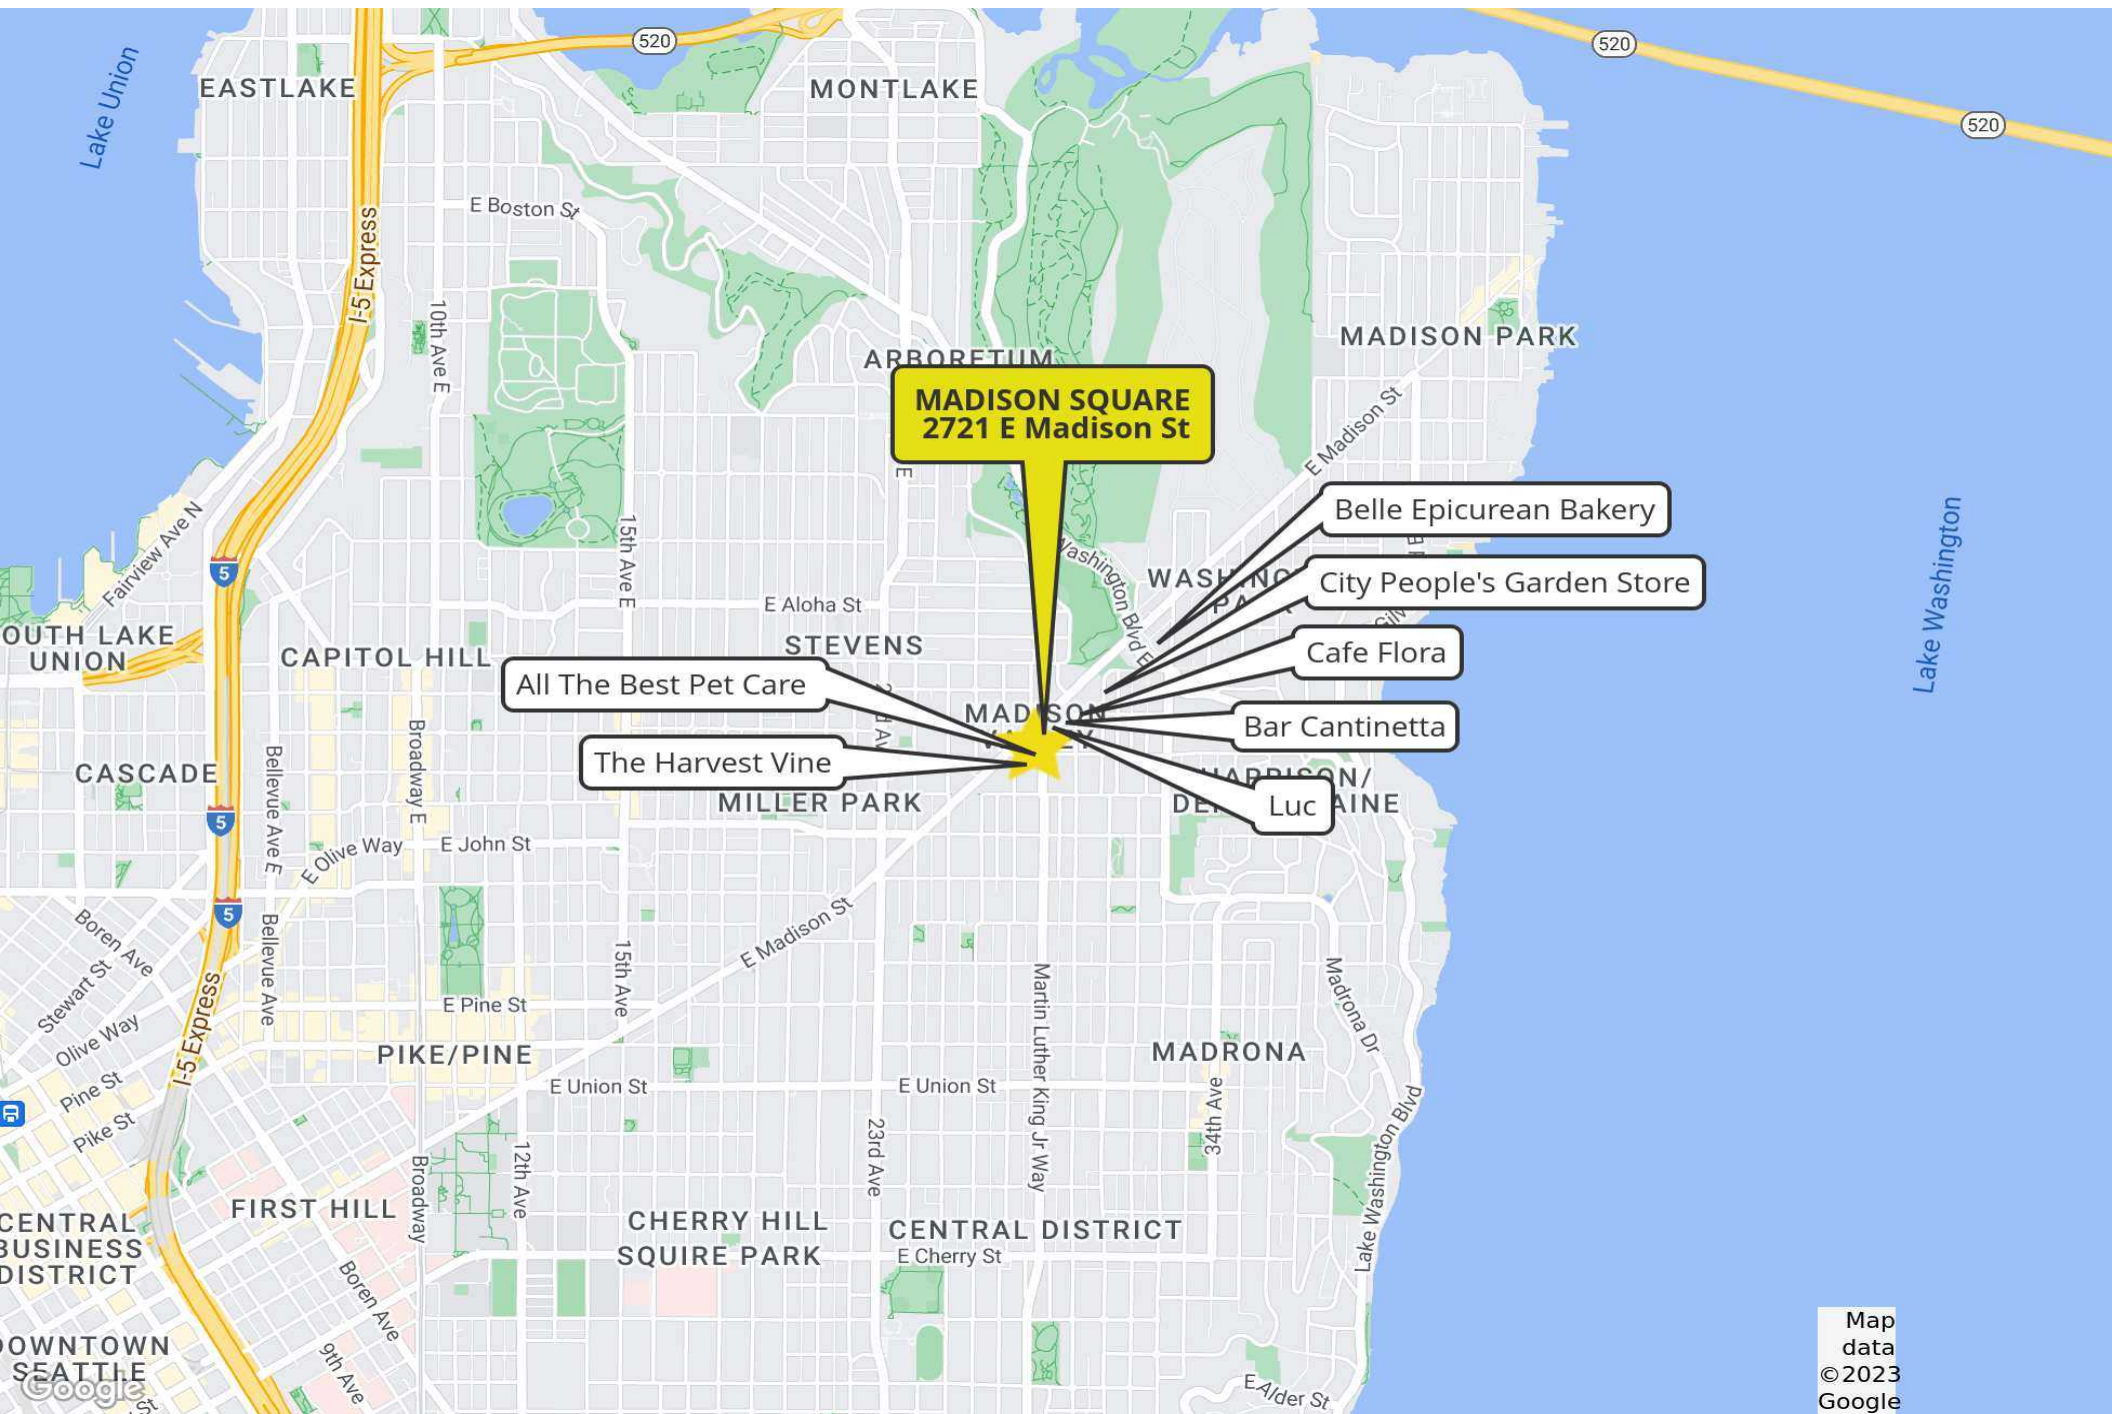 520
520
520
Lake Union
EASTLAKE
MONTLAKE
E Boston St
I-5 Express
10th Ave E
MADISON PARK
ARBORETUM
MADISON SQUARE
2721 E Madison St
E
E Madison St
Belle Epicurean Bakery
Fairview Ave N
15th Ave E
Lake Washington
5
Washington Blvd E
City People's Garden Store
E Aloha St
STEVENS
OUTH LAKE
UNION
CAPITOL HILL
Cafe Flora
All The Best Pet Care
MADISON
Bar Cantinetta
The Harvest Vine
Broadway E
Bellevue Ave E
CASCADE
MILLER PARK
Luc
5
E Olive Way
E John St
5
Boren Ave
Bellevue Ave
E Madison St
15th Ave
Stewart St
E Pine St
Martin Luther King Jr Way
Madrona Dr
Olive Way
I-5 Express
PIKE/PINE
MADRONA
Pine St
E Union St
E Union St
34th Ave
Pike St
23rd Ave
12th Ave
Broadway
Lake Washington Blvd
FIRST HILL
CENTRAL
BUSINESS
DISTRICT
CHERRY HILL
SQUIRE PARK
CENTRAL DISTRICT
E Cherry St
Boren Ave
9th Ave
DOWNTOWN
SEATTLE
Google
St
E Alder St
Map
data
©2023
Google